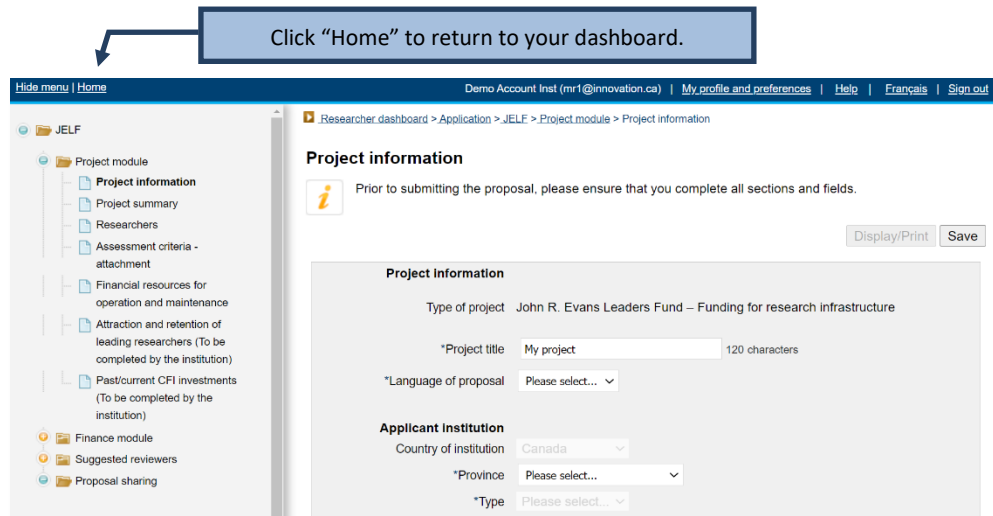 Click “Home” to return to your dashboard.
Hide menu | Home
Demo Account Inst (mr1@innovation.ca) | My profile and preferences | Help | Français | Sign out
JELF
Project module
Project information
Project summary
Researchers
Assessment criteria -
attachment
Financial resources for
operation and maintenance
Attraction and retention of
leading researchers (To be
completed by the institution)
Past/current CFI investments
(To be completed by the
institution)
Finance module
Suggested reviewers
Proposal sharing
Researcher dashboard > Application > JELF > Project module > Project information
Project information
i Prior to submitting the proposal, please ensure that you complete all sections and fields.
Display/Print Save
Project information
Type of project John R. Evans Leaders Fund – Funding for research infrastructure
*Project title My project 120 characters
*Language of proposal Please select...
Applicant institution
Country of institution Canada
*Province Please select...
*Type Please select...